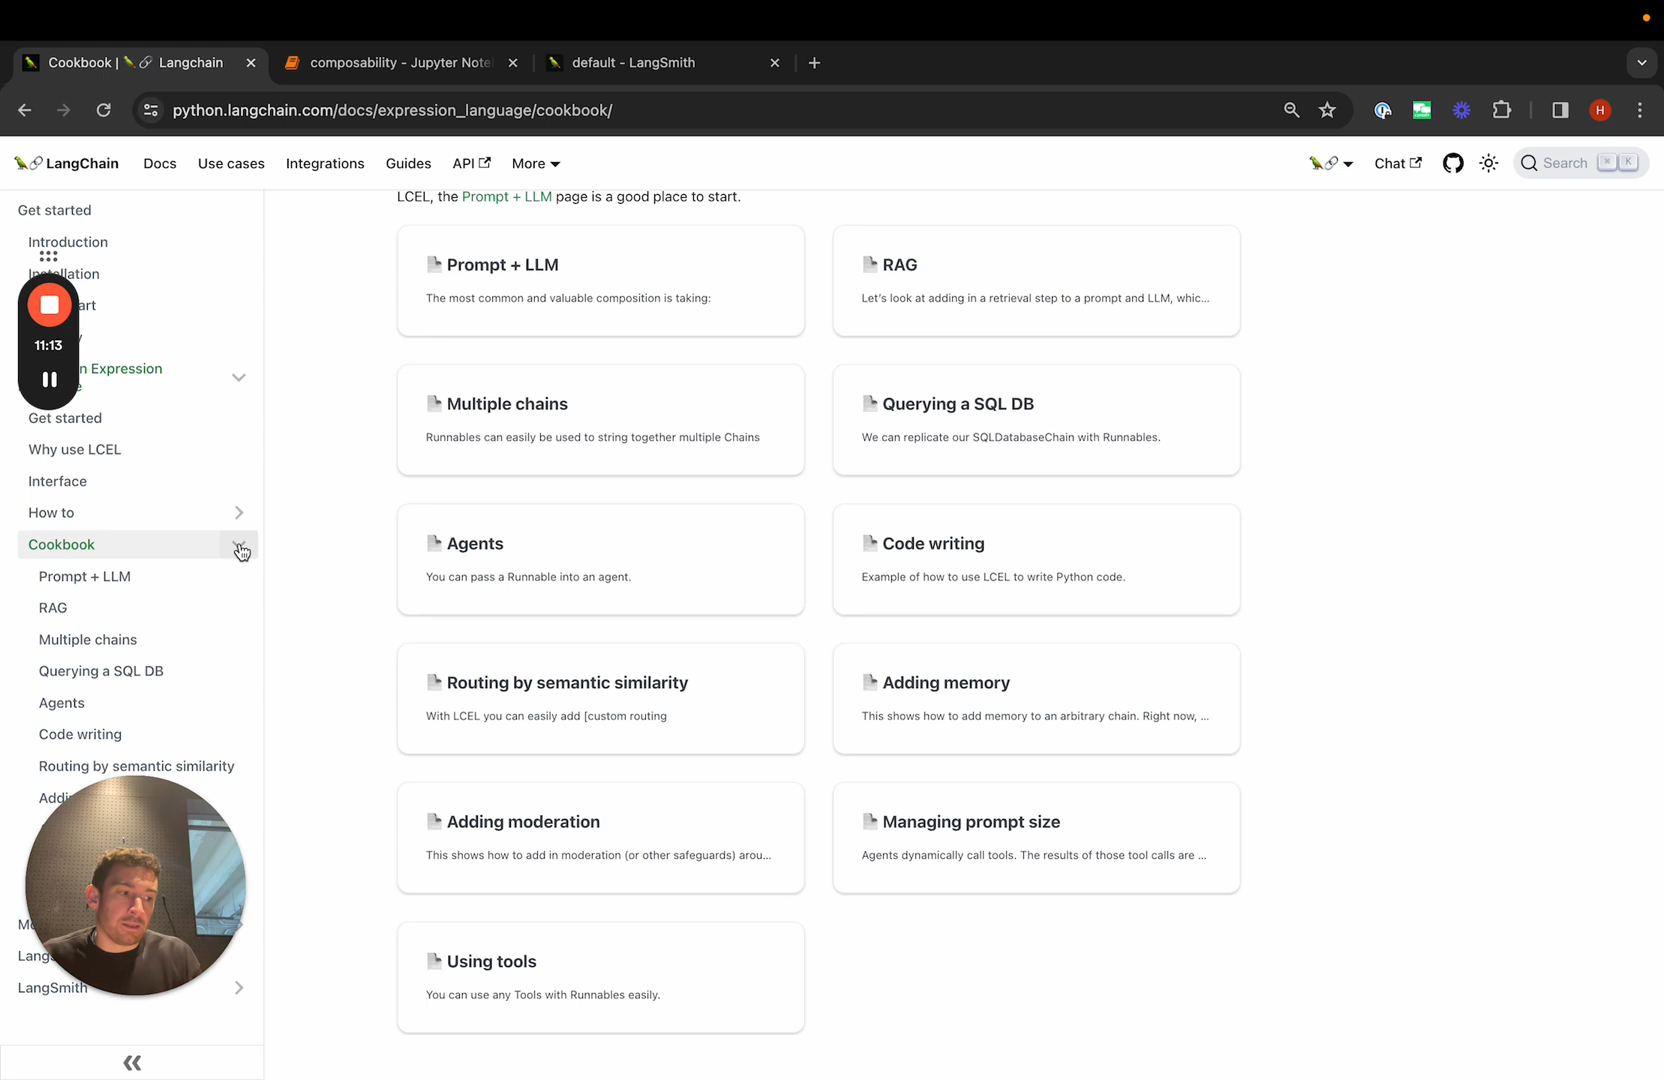 Cookbook | Langchain
composability - Jupyter Note
default - LangSmith
python.langchain.com/docs/expression_language/cookbook/
H
LangChain
Docs
Use cases
Integrations
Guides
API
More
Chat
Search
K
Get started
Introduction
Installation
art
n Expression
Get started
Why use LCEL
Interface
How to
Cookbook
Prompt + LLM
RAG
Multiple chains
Querying a SQL DB
Agents
Code writing
Routing by semantic similarity
Addi
Lang
LangSmith
11:13
LCEL, the Prompt + LLM page is a good place to start.
Prompt + LLM
The most common and valuable composition is taking:
RAG
Let's look at adding in a retrieval step to a prompt and LLM, whic...
Multiple chains
Runnables can easily be used to string together multiple Chains
Querying a SQL DB
We can replicate our SQLDatabaseChain with Runnables.
Agents
You can pass a Runnable into an agent.
Code writing
Example of how to use LCEL to write Python code.
Routing by semantic similarity
With LCEL you can easily add [custom routing
Adding memory
This shows how to add memory to an arbitrary chain. Right now, ...
Adding moderation
This shows how to add in moderation (or other safeguards) arou...
Managing prompt size
Agents dynamically call tools. The results of those tool calls are ...
Using tools
You can use any Tools with Runnables easily.